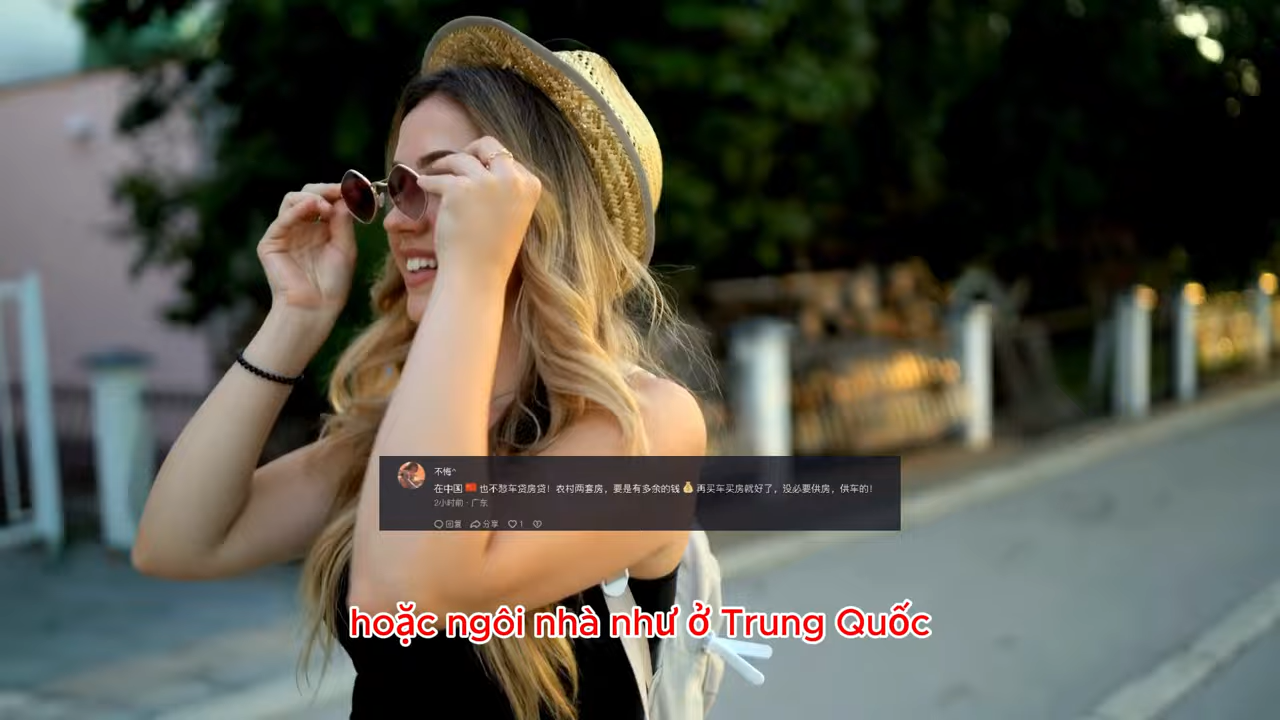 不悔^
在中国🇨🇳也不愁车贷房贷！农村两套房，要是有多余的钱💰再买车买房就好了，没必要供房，供车的！
2小时前 · 广东
回复 分享 1
hoặc ngôi nhà như ở Trung Quốc